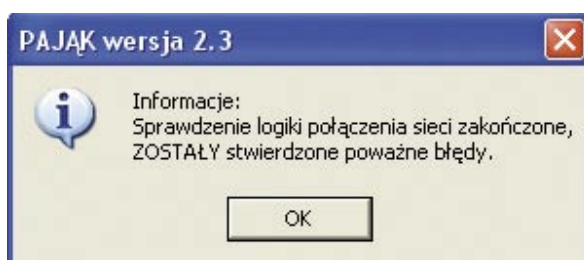 PAJĄK wersja 2.3
Informacje:
Sprawdzenie logiki połączenia sieci zakończone,
ZOSTAŁY stwierdzone poważne błędy.
OK